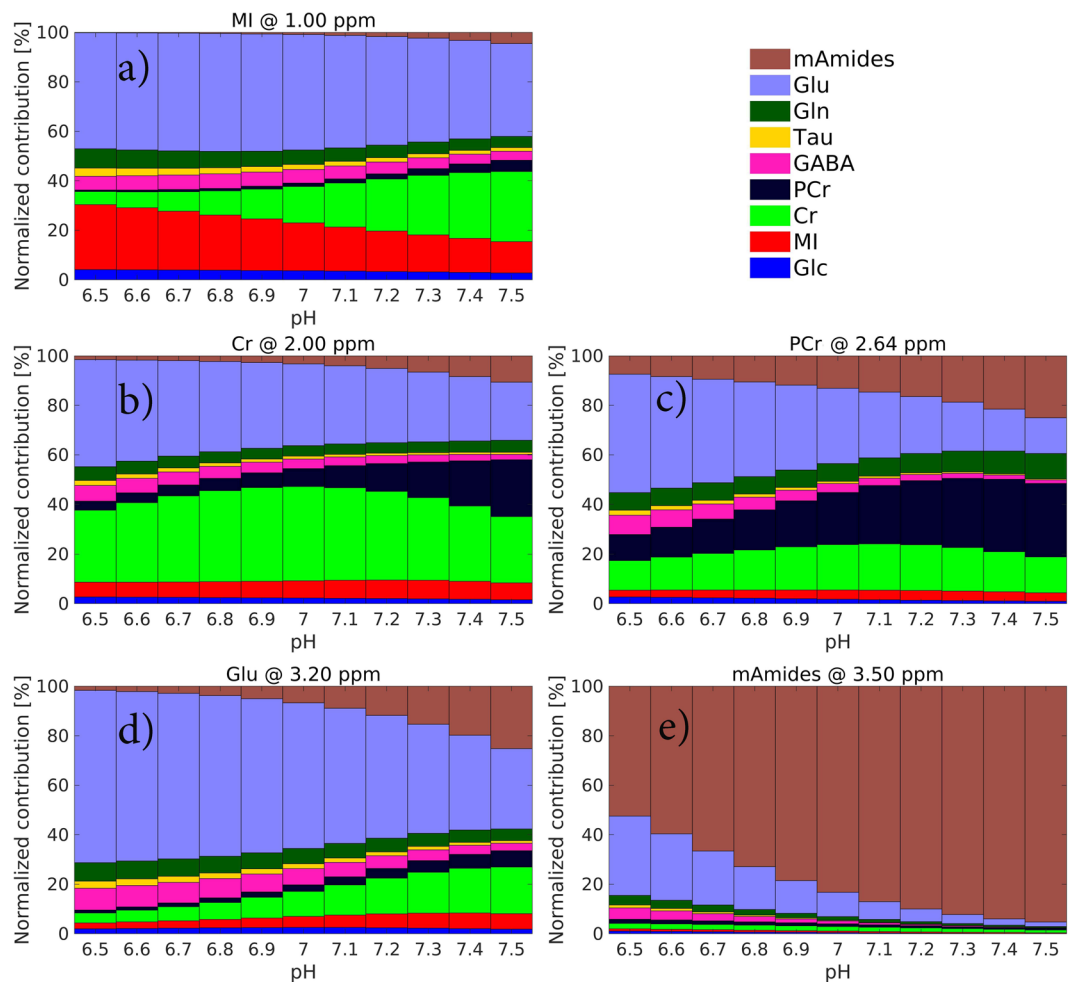 MI @ 1.00 ppm
Normalized contribution [%]
100
80
60
40
20
0
a)
6.5 6.6 6.7 6.8 6.9 7 7.1 7.2 7.3 7.4 7.5
pH
mAmides
Glu
Gln
Tau
GABA
PCr
Cr
MI
Glc
Cr @ 2.00 ppm
Normalized contribution [%]
100
80
60
40
20
0
b)
6.5 6.6 6.7 6.8 6.9 7 7.1 7.2 7.3 7.4 7.5
pH
PCr @ 2.64 ppm
Normalized contribution [%]
100
80
60
40
20
0
c)
6.5 6.6 6.7 6.8 6.9 7 7.1 7.2 7.3 7.4 7.5
pH
Glu @ 3.20 ppm
Normalized contribution [%]
100
80
60
40
20
0
d)
6.5 6.6 6.7 6.8 6.9 7 7.1 7.2 7.3 7.4 7.5
pH
mAmides @ 3.50 ppm
Normalized contribution [%]
100
80
60
40
20
0
e)
6.5 6.6 6.7 6.8 6.9 7 7.1 7.2 7.3 7.4 7.5
pH